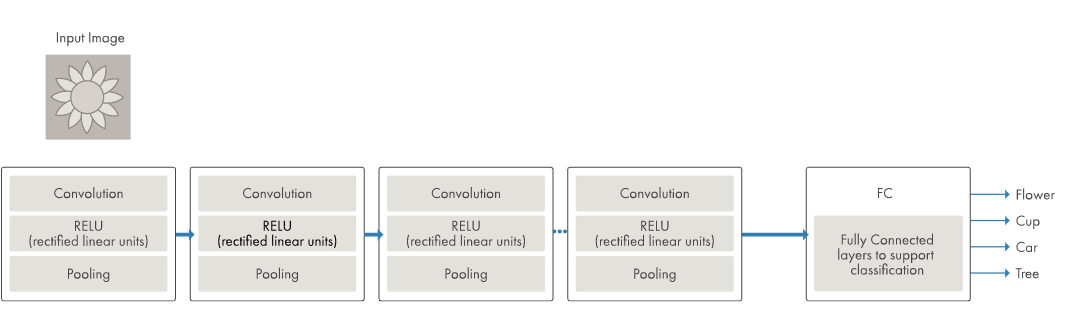 Input Image
Convolution
RELU
(rectified linear units)
Pooling
Convolution
RELU
(rectified linear units)
Pooling
Convolution
RELU
(rectified linear units)
Pooling
Convolution
RELU
(rectified linear units)
Pooling
FC
Fully Connected
layers to support
classification
Flower
Cup
Car
Tree